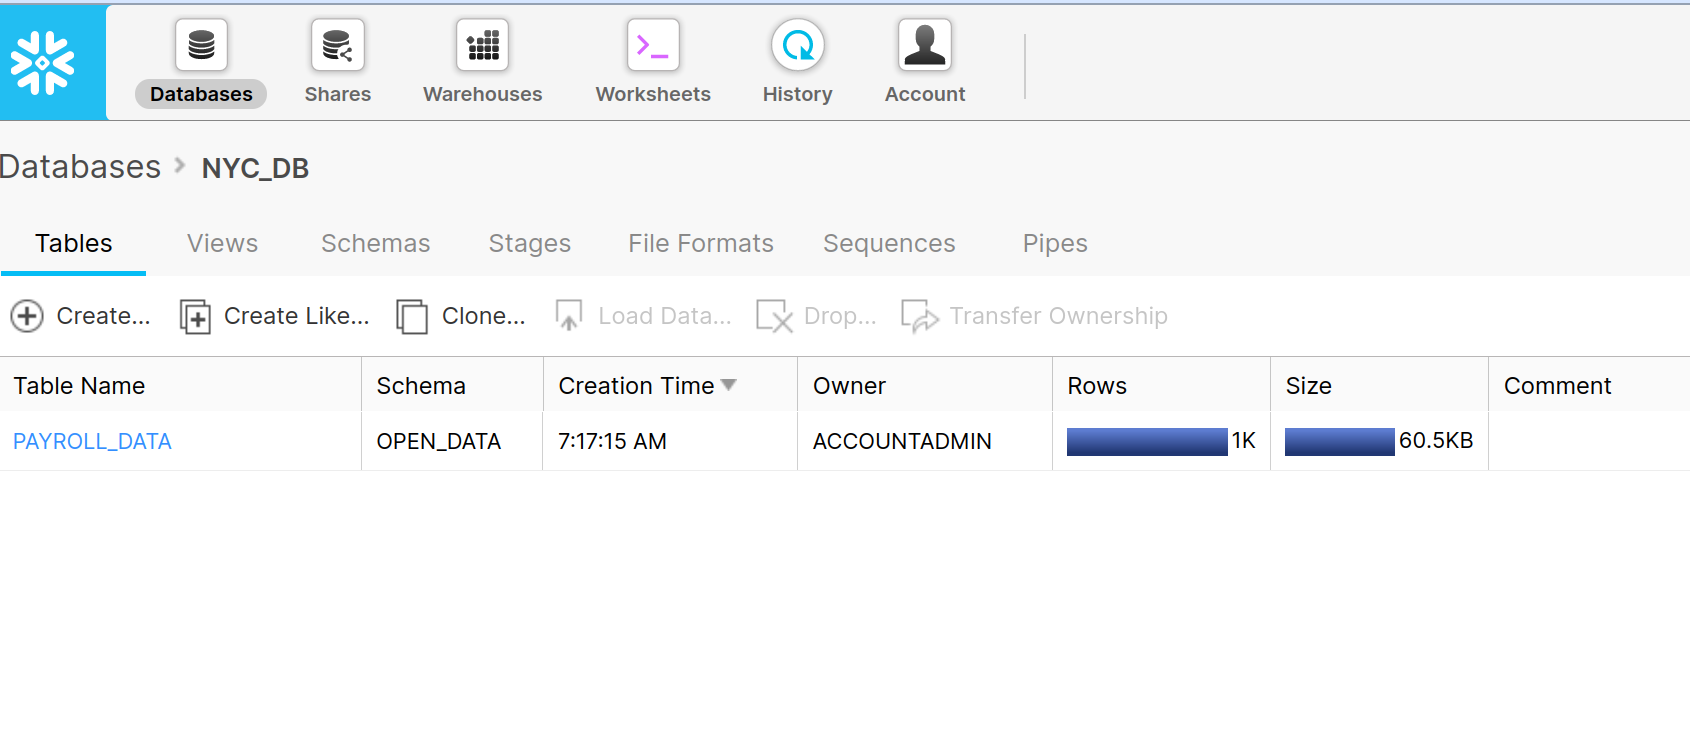 Databases Shares Warehouses Worksheets History Account
Databases NYC_DB
Tables Views Schemas Stages File Formats Sequences Pipes
Create... Create Like... Clone... Load Data... Drop... Transfer Ownership
Table Name Schema Creation Time Owner Rows Size Comment
PAYROLL_DATA OPEN_DATA 7:17:15 AM ACCOUNTADMIN 1K 60.5KB